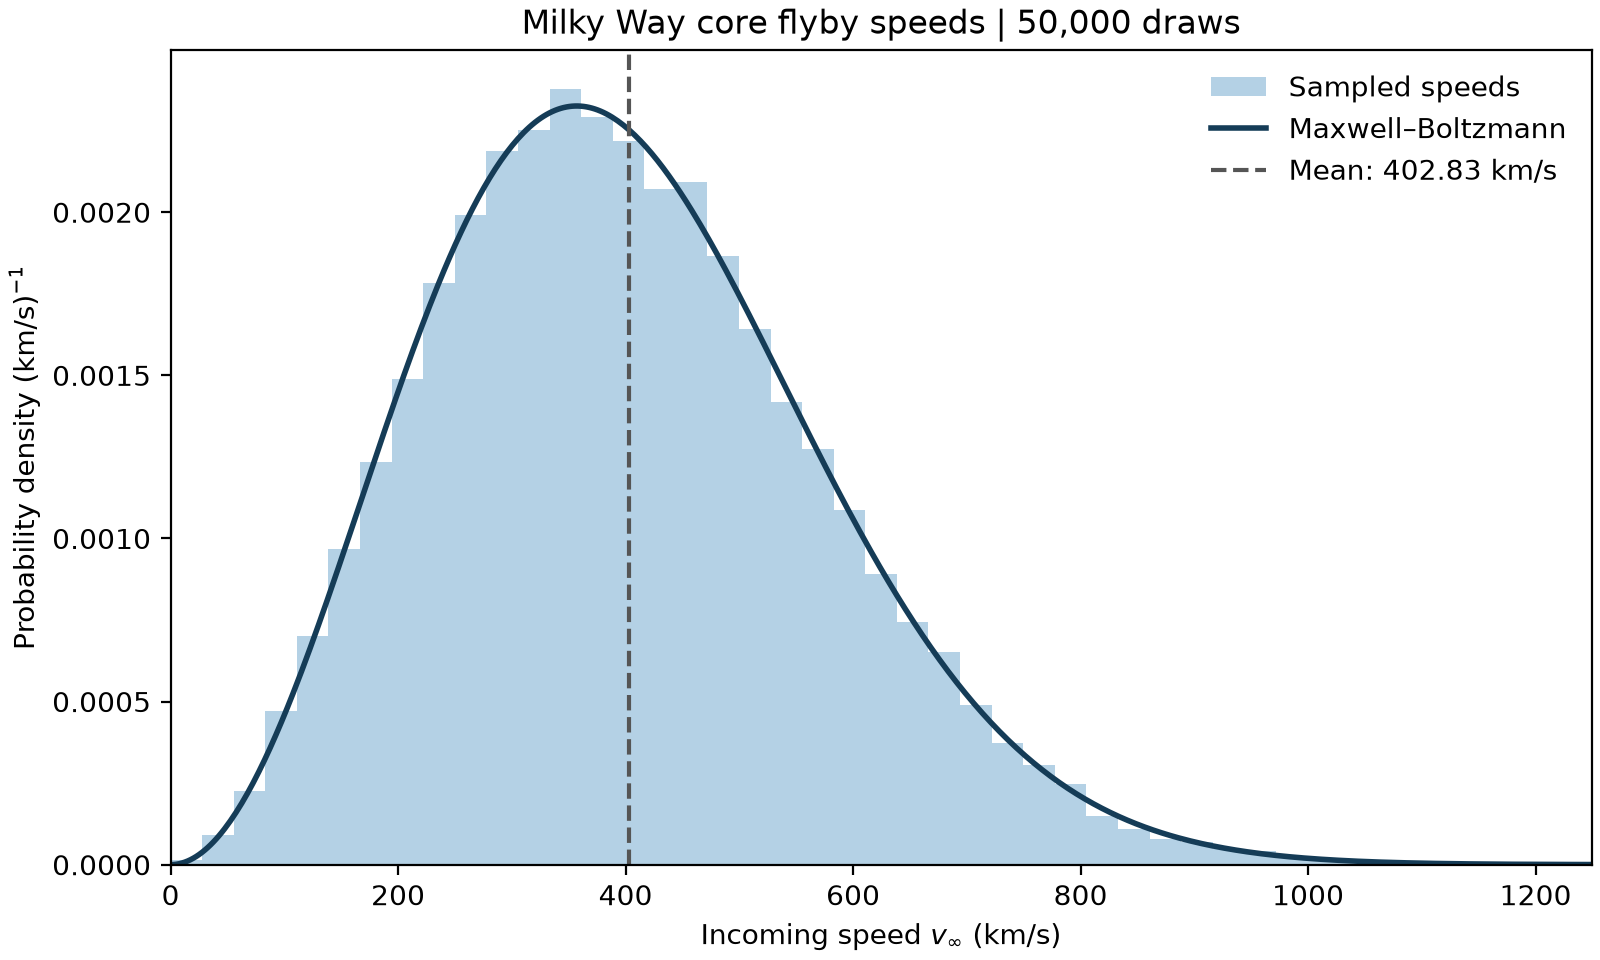 Milky Way core flyby speeds | 50,000 draws
Sampled speeds
Maxwell–Boltzmann
Mean: 402.83 km/s
Probability density (km/s)⁻¹
0.0020
0.0015
0.0010
0.0005
0.0000
0 200 400 600 800 1000 1200
Incoming speed v∞ (km/s)